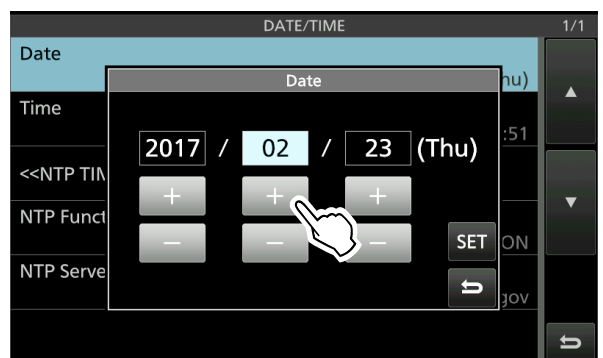 DATE/TIME 1/1
Date
hu)
Date
Time
:51
2017 / 02 / 23 (Thu)
<<NTP TIM
+ + +
NTP Funct
- - -
SET
ON
NTP Serve
gov